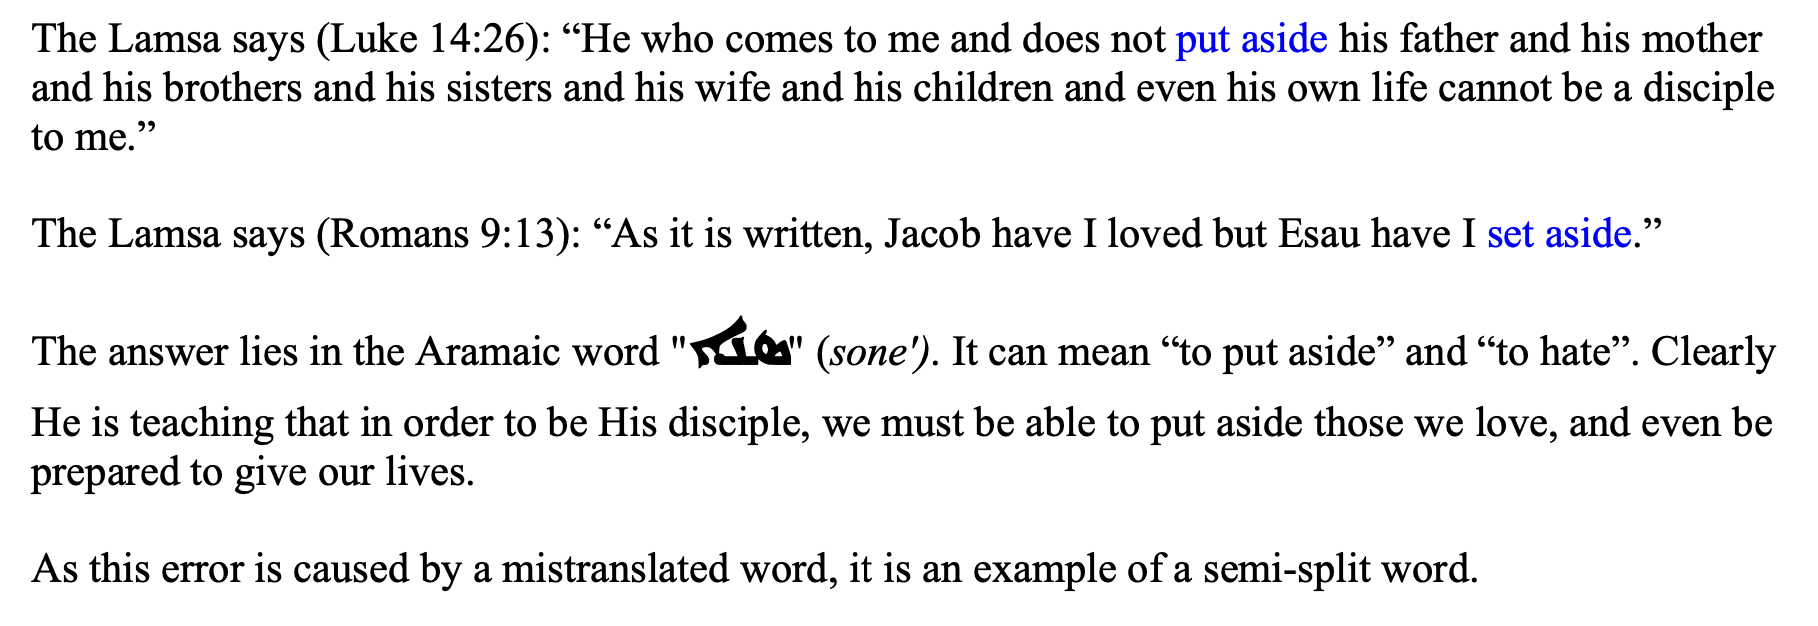 The Lamsa says (Luke 14:26): “He who comes to me and does not put aside his father and his mother
and his brothers and his sisters and his wife and his children and even his own life cannot be a disciple
to me.”
The Lamsa says (Romans 9:13): “As it is written, Jacob have I loved but Esau have I set aside.”
The answer lies in the Aramaic word "ܣܢܐ" (sone'). It can mean “to put aside” and “to hate”. Clearly
He is teaching that in order to be His disciple, we must be able to put aside those we love, and even be
prepared to give our lives.
As this error is caused by a mistranslated word, it is an example of a semi-split word.